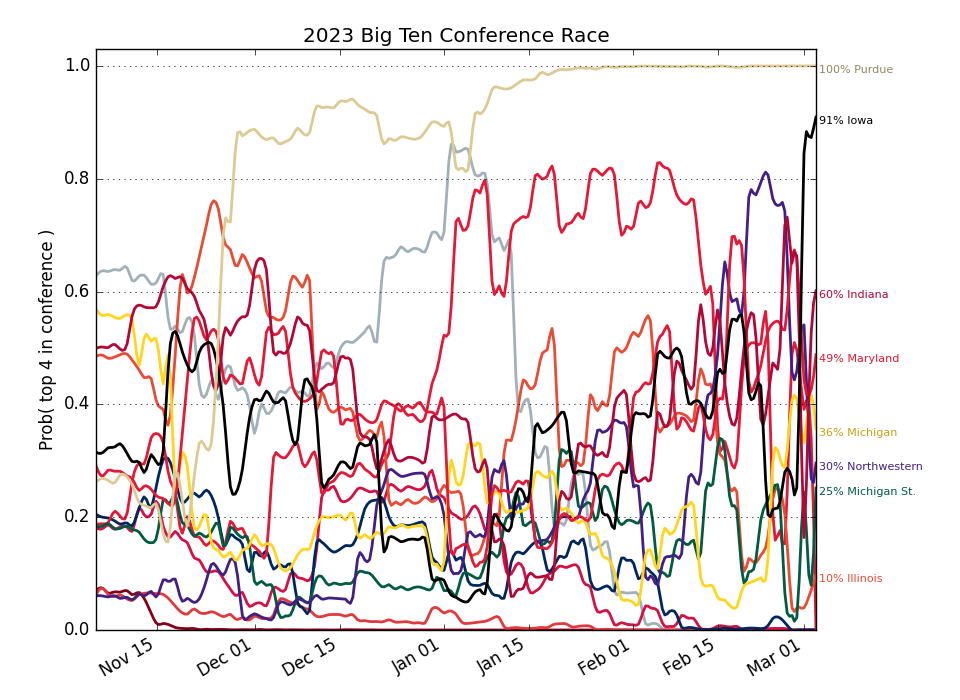 2023 Big Ten Conference Race
Prob( top 4 in conference )
1.0
0.8
0.6
0.4
0.2
0.0
100% Purdue
91% Iowa
60% Indiana
49% Maryland
36% Michigan
30% Northwestern
25% Michigan St.
10% Illinois
Nov 15
Dec 01
Dec 15
Jan 01
Jan 15
Feb 01
Feb 15
Mar 01